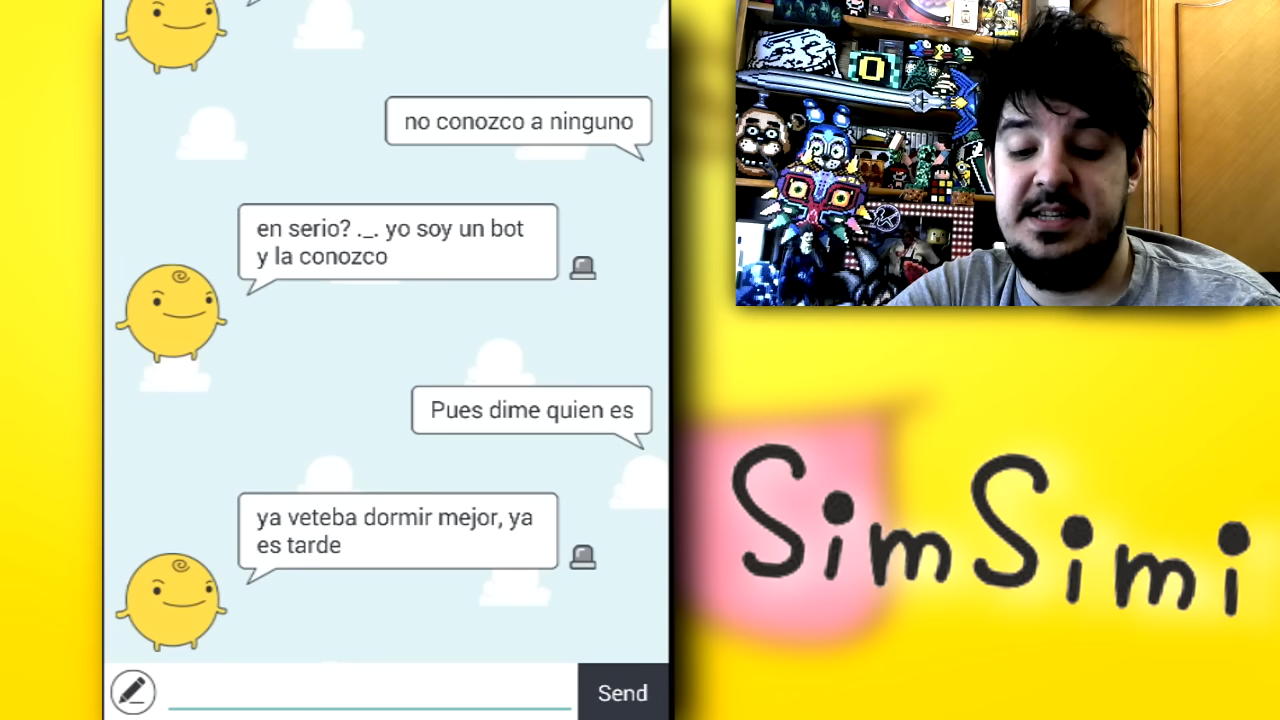 no conozco a ninguno
en serio? ._. yo soy un bot
y la conozco
Pues dime quien es
ya veteba dormir mejor, ya
es tarde
Send
SimSimi